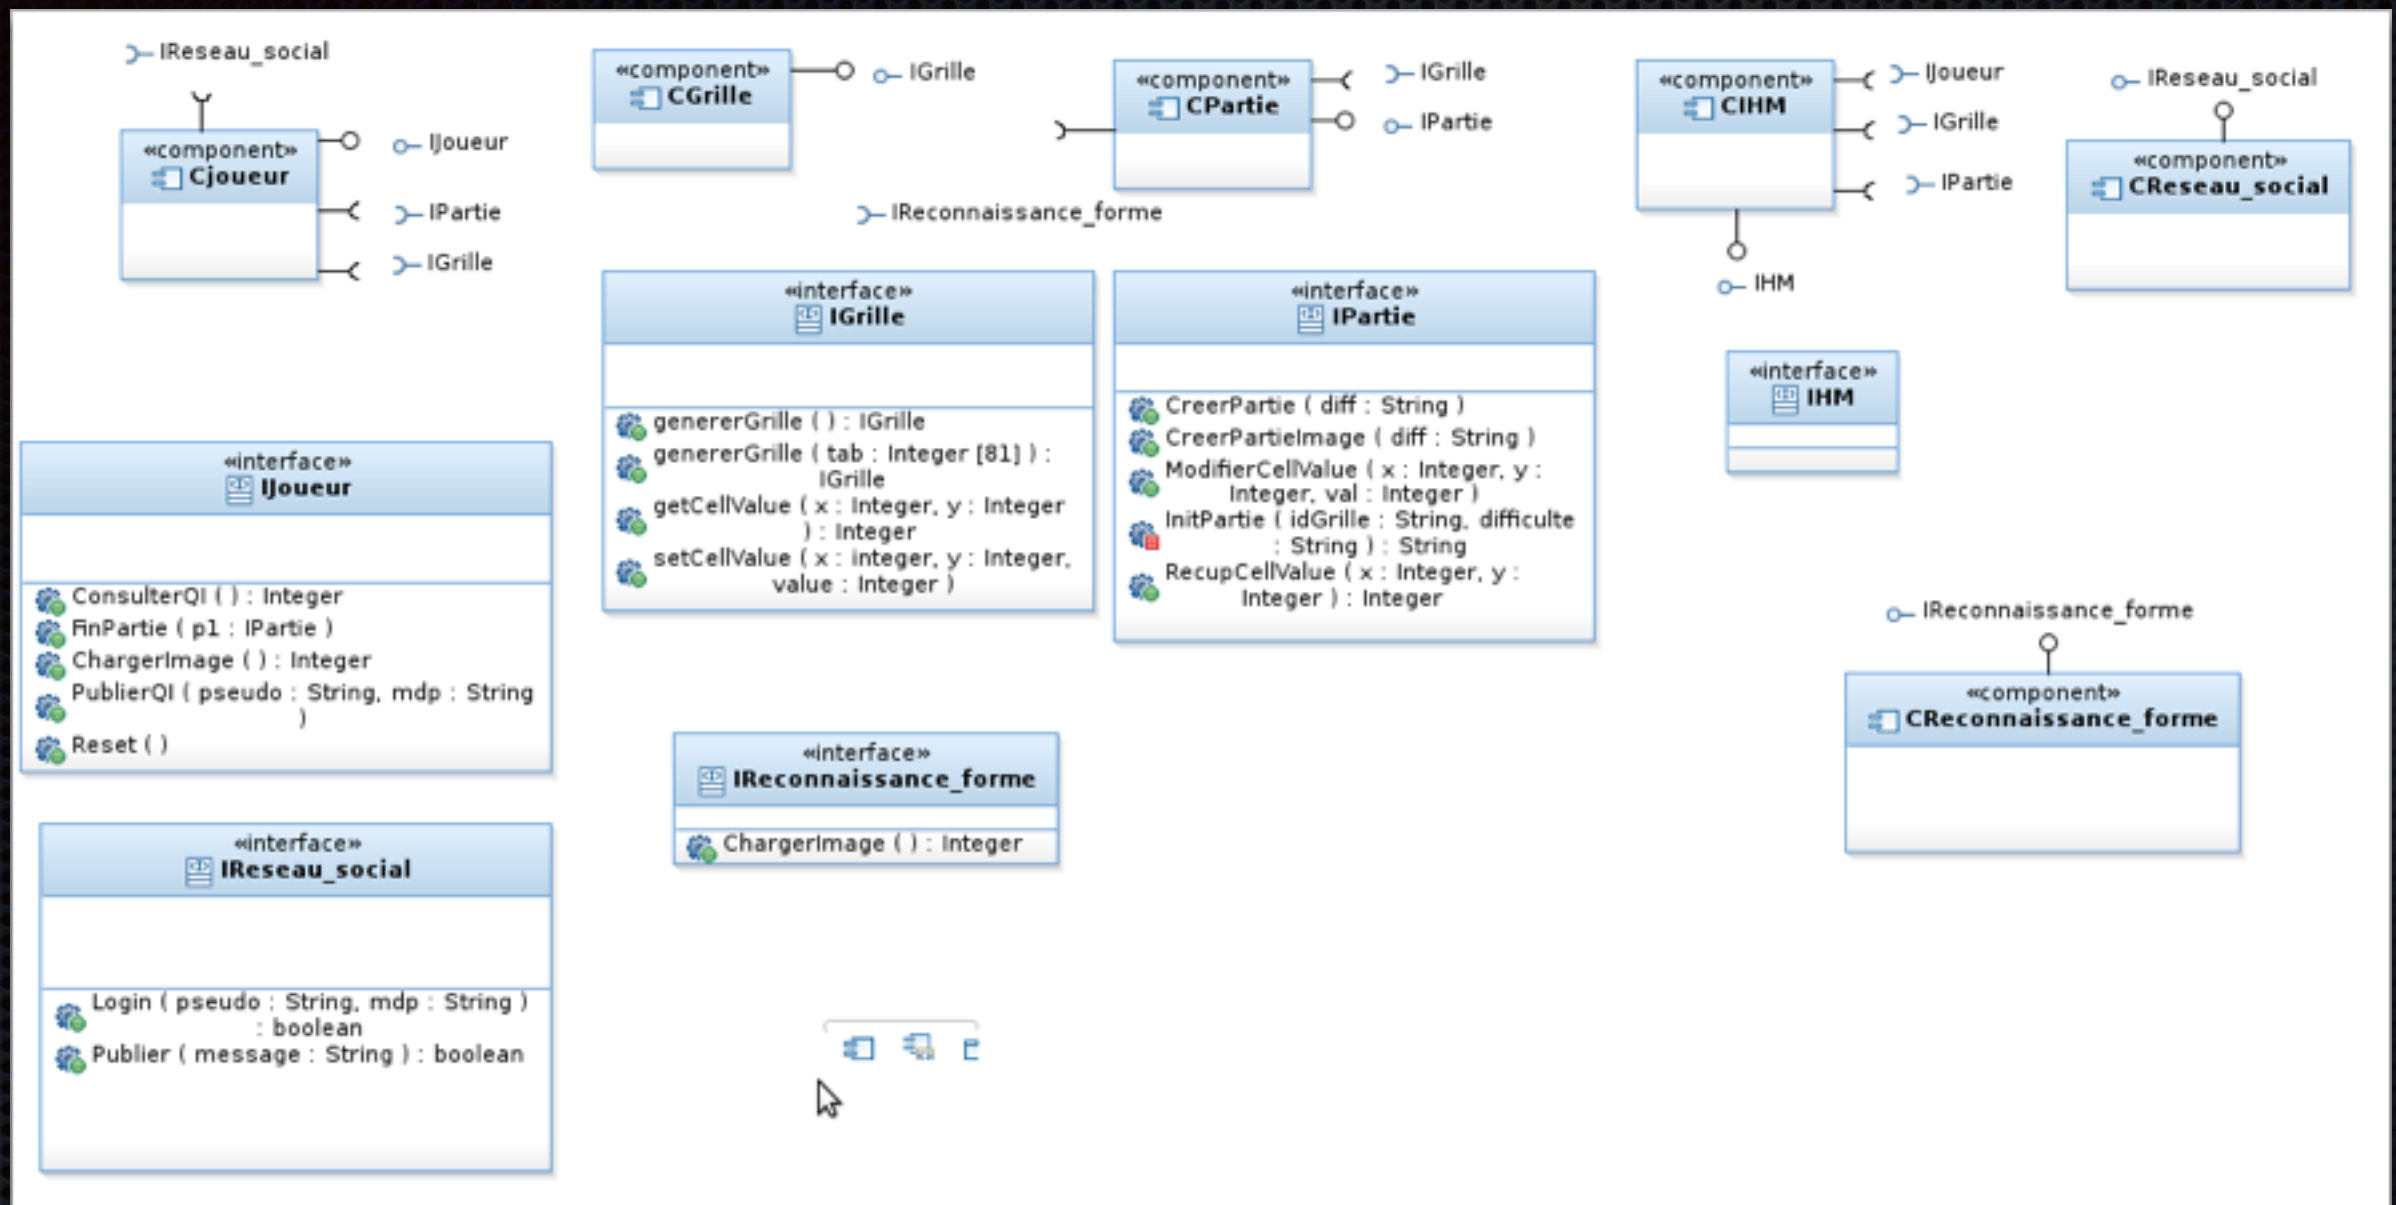 IReseau_social
«component»
Cjoueur
IJoueur
IPartie
IGrille
«component»
CGrille
IGrille
«component»
CPartie
IGrille
IPartie
IReconnaissance_forme
«component»
CIHM
IJoueur
IGrille
IPartie
IHM
IReseau_social
«component»
CReseau_social
«interface»
IGrille
genererGrille ( ) : IGrille
genererGrille ( tab : Integer [81] ) :
IGrille
getCellValue ( x : Integer, y : Integer
) : Integer
setCellValue ( x : integer, y : Integer,
value : Integer )
«interface»
IPartie
CreerPartie ( diff : String )
CreerPartieImage ( diff : String )
ModifierCellValue ( x : Integer, y :
Integer, val : Integer )
InitPartie ( idGrille : String, difficulte
: String ) : String
RecupCellValue ( x : Integer, y :
Integer ) : Integer
«interface»
IHM
«interface»
IJoueur
ConsulterQI ( ) : Integer
FinPartie ( p1 : IPartie )
ChargerImage ( ) : Integer
PublierQI ( pseudo : String, mdp : String
)
Reset ( )
IReconnaissance_forme
«component»
CReconnaissance_forme
«interface»
IReconnaissance_forme
ChargerImage ( ) : Integer
«interface»
IReseau_social
Login ( pseudo : String, mdp : String )
: boolean
Publier ( message : String ) : boolean